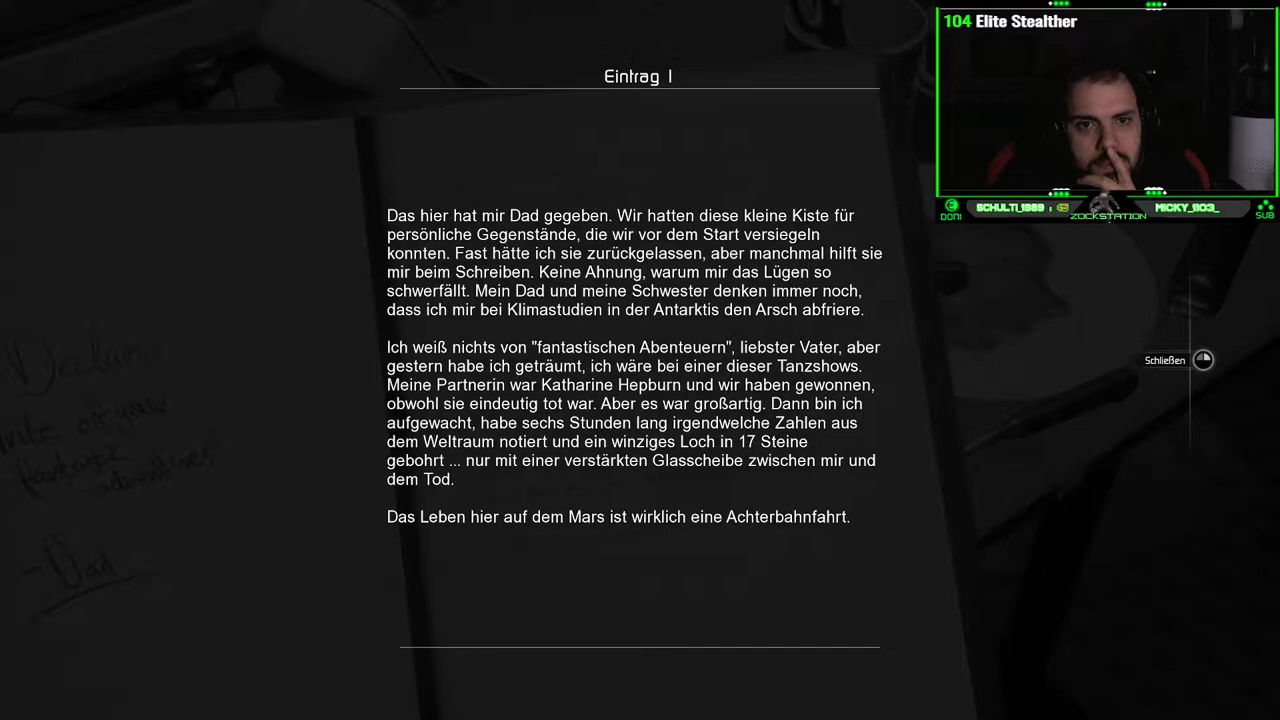 104 Elite Stealther
Eintrag 1
DONI
SCHULTI_1989 :
ZOCKSTATION
MICKY_1103_
SUB
Das hier hat mir Dad gegeben. Wir hatten diese kleine Kiste für
persönliche Gegenstände, die wir vor dem Start versiegeln
konnten. Fast hätte ich sie zurückgelassen, aber manchmal hilft sie
mir beim Schreiben. Keine Ahnung, warum mir das Lügen so
schwerfällt. Mein Dad und meine Schwester denken immer noch,
dass ich mir bei Klimastudien in der Antarktis den Arsch abfriere.
Ich weiß nichts von "fantastischen Abenteuern", liebster Vater, aber
gestern habe ich geträumt, ich wäre bei einer dieser Tanzshows.
Meine Partnerin war Katharine Hepburn und wir haben gewonnen,
obwohl sie eindeutig tot war. Aber es war großartig. Dann bin ich
aufgewacht, habe sechs Stunden lang irgendwelche Zahlen aus
dem Weltraum notiert und ein winziges Loch in 17 Steine
gebohrt ... nur mit einer verstärkten Glasscheibe zwischen mir und
dem Tod.
Das Leben hier auf dem Mars ist wirklich eine Achterbahnfahrt.
Schließen
Declan
- Dad